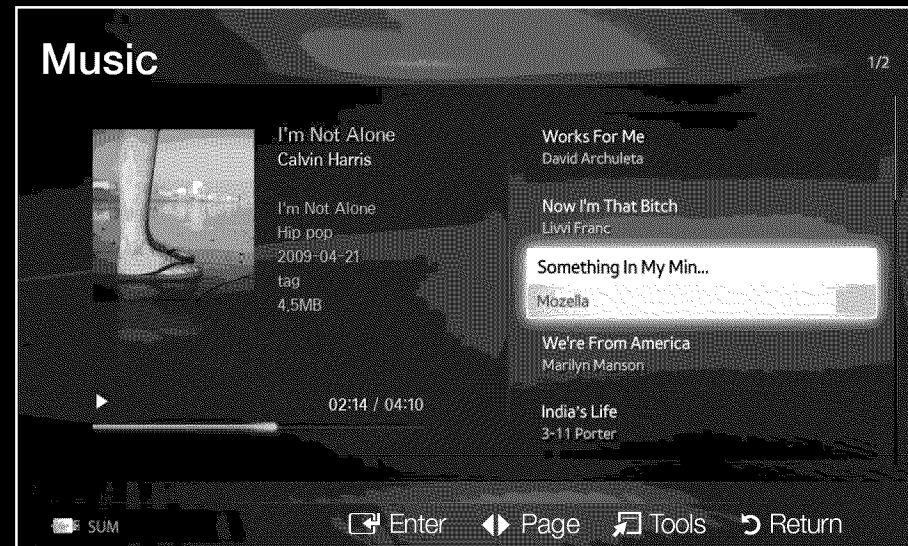 Music
1/2
I'm Not Alone
Calvin Harris
I'm Not Alone
Hip pop
2009-04-21
tag
4,5MB
02:14 / 04:10
Works For Me
David Archuleta
Now I'm That Bitch
Livvi Franc
Something In My Min...
Mozella
We're From America
Marilyn Manson
India's Life
3-11 Porter
SUM
Enter Page Tools Return